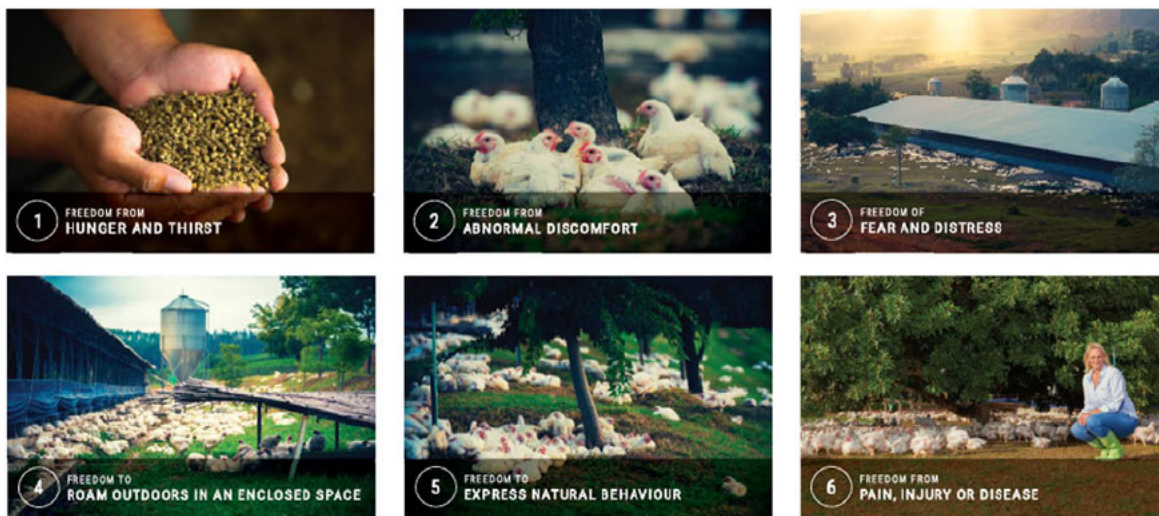 1
FREEDOM FROM
HUNGER AND THIRST
2
FREEDOM FROM
ABNORMAL DISCOMFORT
3
FREEDOM OF
FEAR AND DISTRESS
4
FREEDOM TO
ROAM OUTDOORS IN AN ENCLOSED SPACE
5
FREEDOM TO
EXPRESS NATURAL BEHAVIOUR
6
FREEDOM FROM
PAIN, INJURY OR DISEASE